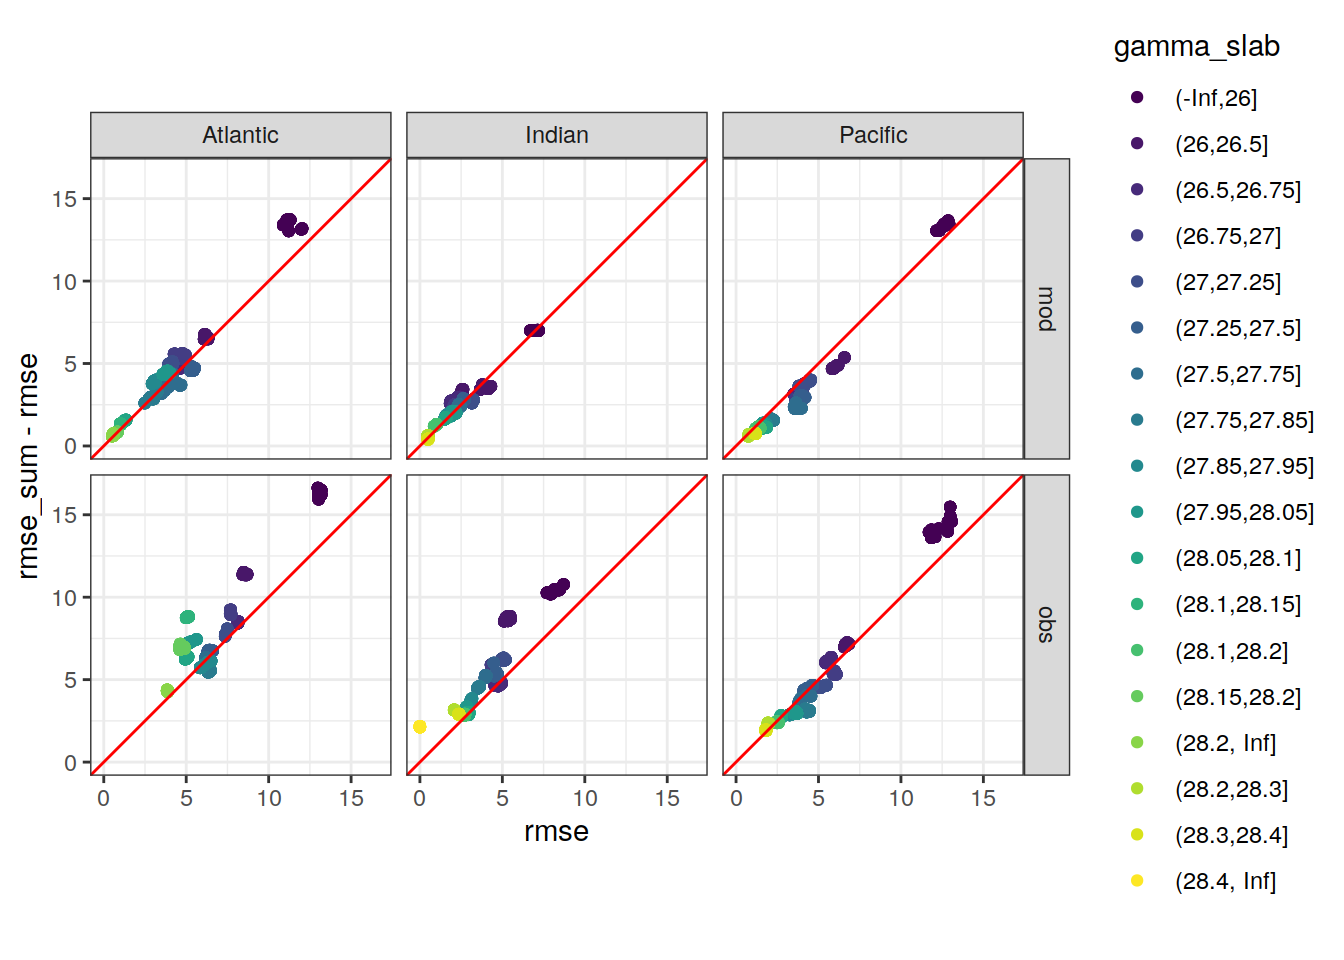 gamma_slab
(-Inf,26]
(26,26.5]
(26.5,26.75]
(26.75,27]
(27,27.25]
(27.25,27.5]
(27.5,27.75]
(27.75,27.85]
(27.85,27.95]
(27.95,28.05]
(28.05,28.1]
(28.1,28.15]
(28.1,28.2]
(28.15,28.2]
(28.2, Inf]
(28.2,28.3]
(28.3,28.4]
(28.4, Inf]
Atlantic Indian Pacific
mod
obs
rmse_sum - rmse
15
10
5
0
15
10
5
0
0 5 10 15 0 5 10 15 0 5 10 15
rmse